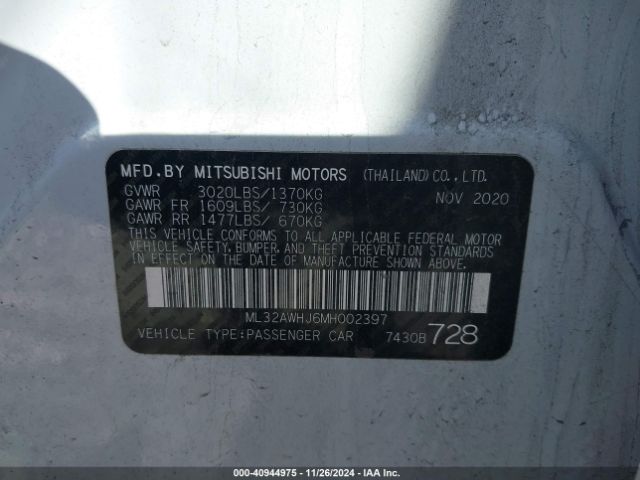 MFD.BY MITSUBISHI MOTORS (THAILAND) CO.,LTD.
GVWR 3020LBS/1370KG NOV 2020
GAWR FR 1609LBS/ 730KG
GAWR RR 1477LBS/ 670KG
THIS VEHICLE CONFORMS TO ALL APPLICABLE FEDERAL MOTOR
VEHICLE SAFETY,BUMPER,AND THEFT PREVENTION STANDARDS
IN EFFECT ON THE DATE OF MANUFACTURE SHOWN ABOVE.
ML32AWHJ6MH002397
VEHICLE TYPE:PASSENGER CAR 7430B 728
000-40944975 - 11/26/2024 - IAAI.COM